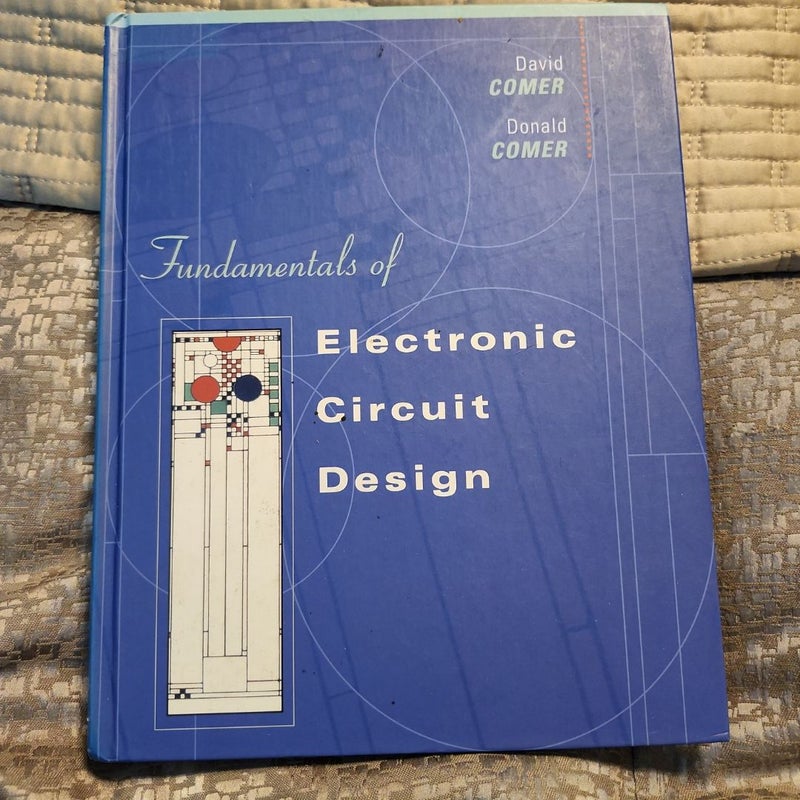 David
COMER
Donald
COMER
Fundamentals of
Electronic
Circuit
Design